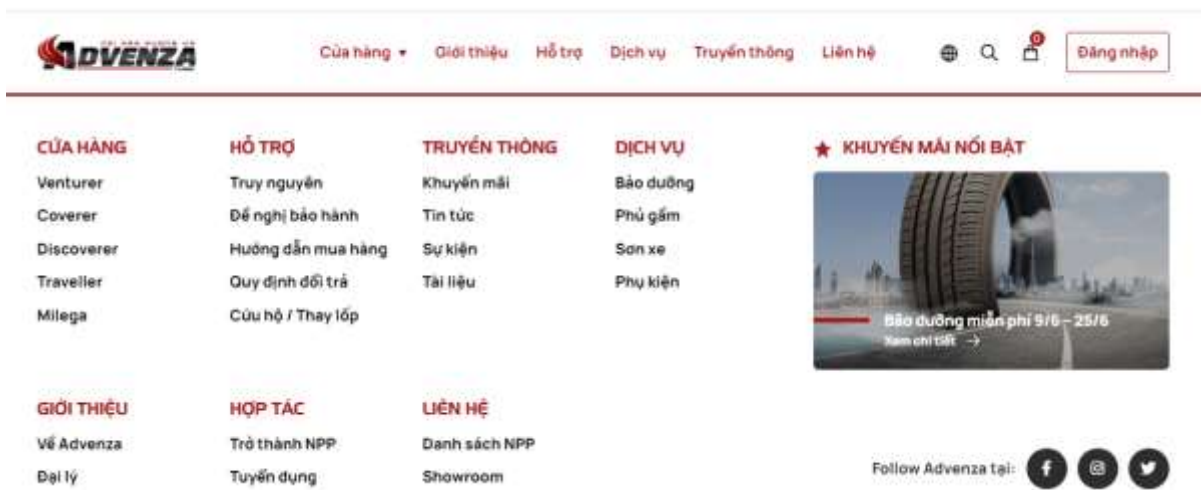 ADVENZA
Cửa hàng Giới thiệu Hỗ trợ Dịch vụ Truyền thông Liên hệ 0 Đăng nhập
CỬA HÀNG
Venturer
Coverer
Discoverer
Traveller
Milega
HỖ TRỢ
Truy nguyên
Đề nghị bảo hành
Hướng dẫn mua hàng
Quy định đổi trả
Cứu hộ / Thay lốp
TRUYỀN THÔNG
Khuyến mãi
Tin tức
Sự kiện
Tài liệu
DỊCH VỤ
Bảo dưỡng
Phủ gầm
Sơn xe
Phụ kiện
KHUYẾN MÃI NỔI BẬT
Bảo dưỡng miễn phí 9/6 – 25/6
Xem chi tiết →
GIỚI THIỆU
Về Advenza
Đại lý
HỢP TÁC
Trở thành NPP
Tuyển dụng
LIÊN HỆ
Danh sách NPP
Showroom
Follow Advenza tại: